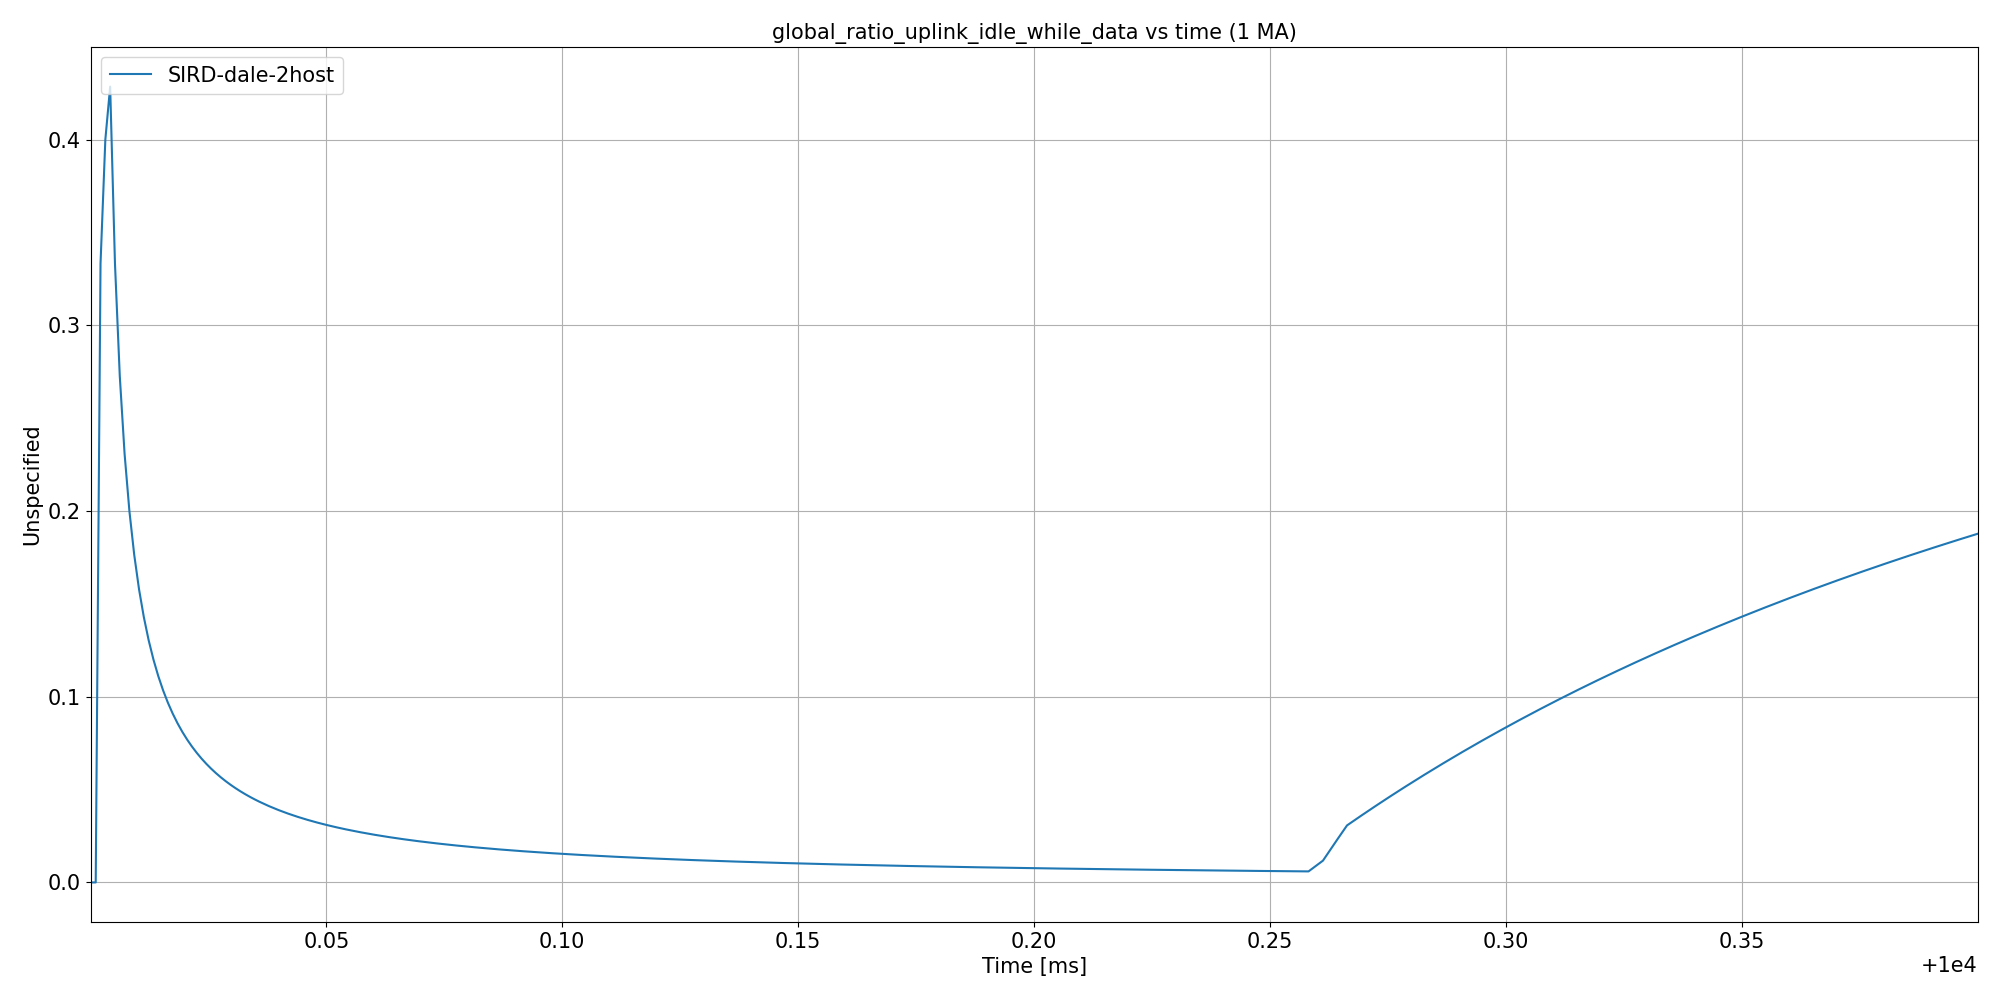 global_ratio_uplink_idle_while_data vs time (1 MA)
SIRD-dale-2host
Unspecified
0.4
0.3
0.2
0.1
0.0
0.05 0.10 0.15 0.20 0.25 0.30 0.35
Time [ms]
+1e4